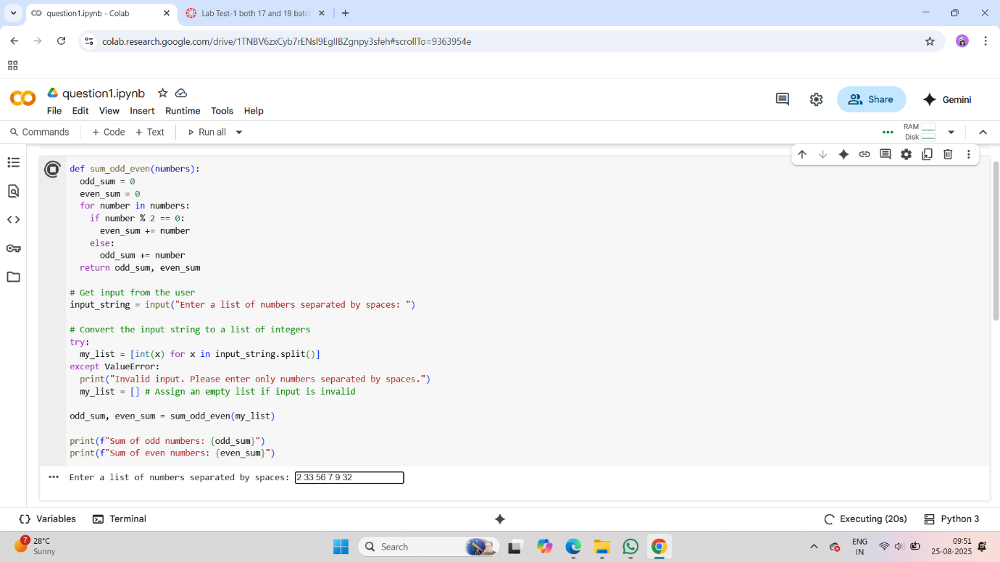 question1.ipynb - Colab
Lab Test-1 both 17 and 18 batc
colab.research.google.com/drive/1TNBV6zxCyb7rENsl9EgIIBZgnpy3sfeh#scrollTo=9363954e
question1.ipynb
File Edit View Insert Runtime Tools Help
Share
Gemini
Commands + Code + Text Run all
RAM
Disk
def sum_odd_even(numbers):
  odd_sum = 0
  even_sum = 0
  for number in numbers:
    if number % 2 == 0:
      even_sum += number
    else:
      odd_sum += number
  return odd_sum, even_sum
# Get input from the user
input_string = input("Enter a list of numbers separated by spaces: ")
# Convert the input string to a list of integers
try:
  my_list = [int(x) for x in input_string.split()]
except ValueError:
  print("Invalid input. Please enter only numbers separated by spaces.")
  my_list = [] # Assign an empty list if input is invalid
odd_sum, even_sum = sum_odd_even(my_list)
print(f"Sum of odd numbers: {odd_sum}")
print(f"Sum of even numbers: {even_sum}")
Enter a list of numbers separated by spaces: 2 33 56 7 9 32
{} Variables Terminal
Executing (20s) Python 3
7
28°C
Sunny
Search
ENG
IN
09:51
25-08-2025